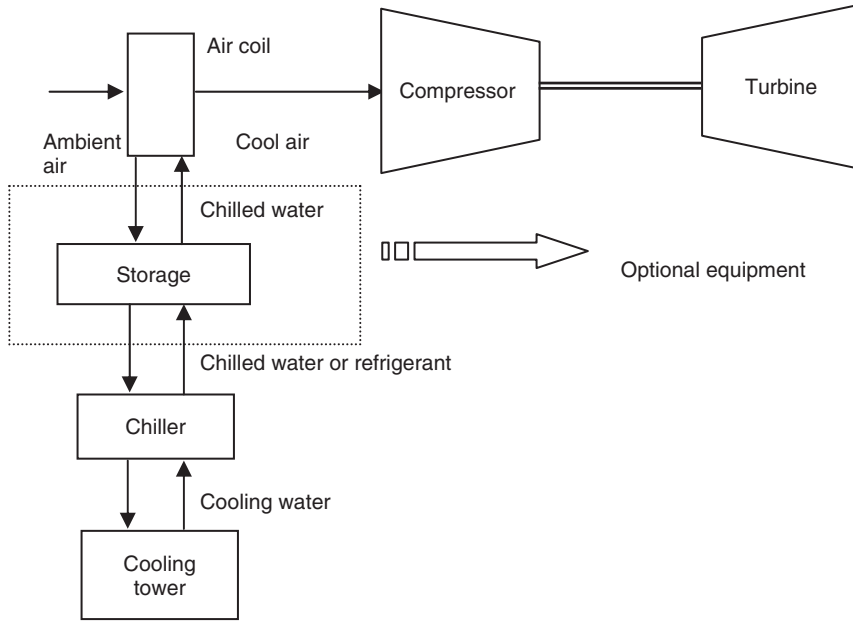 Air coil
Compressor
Turbine
Ambient
air
Cool air
Chilled water
Storage
Optional equipment
Chilled water or refrigerant
Chiller
Cooling water
Cooling
tower